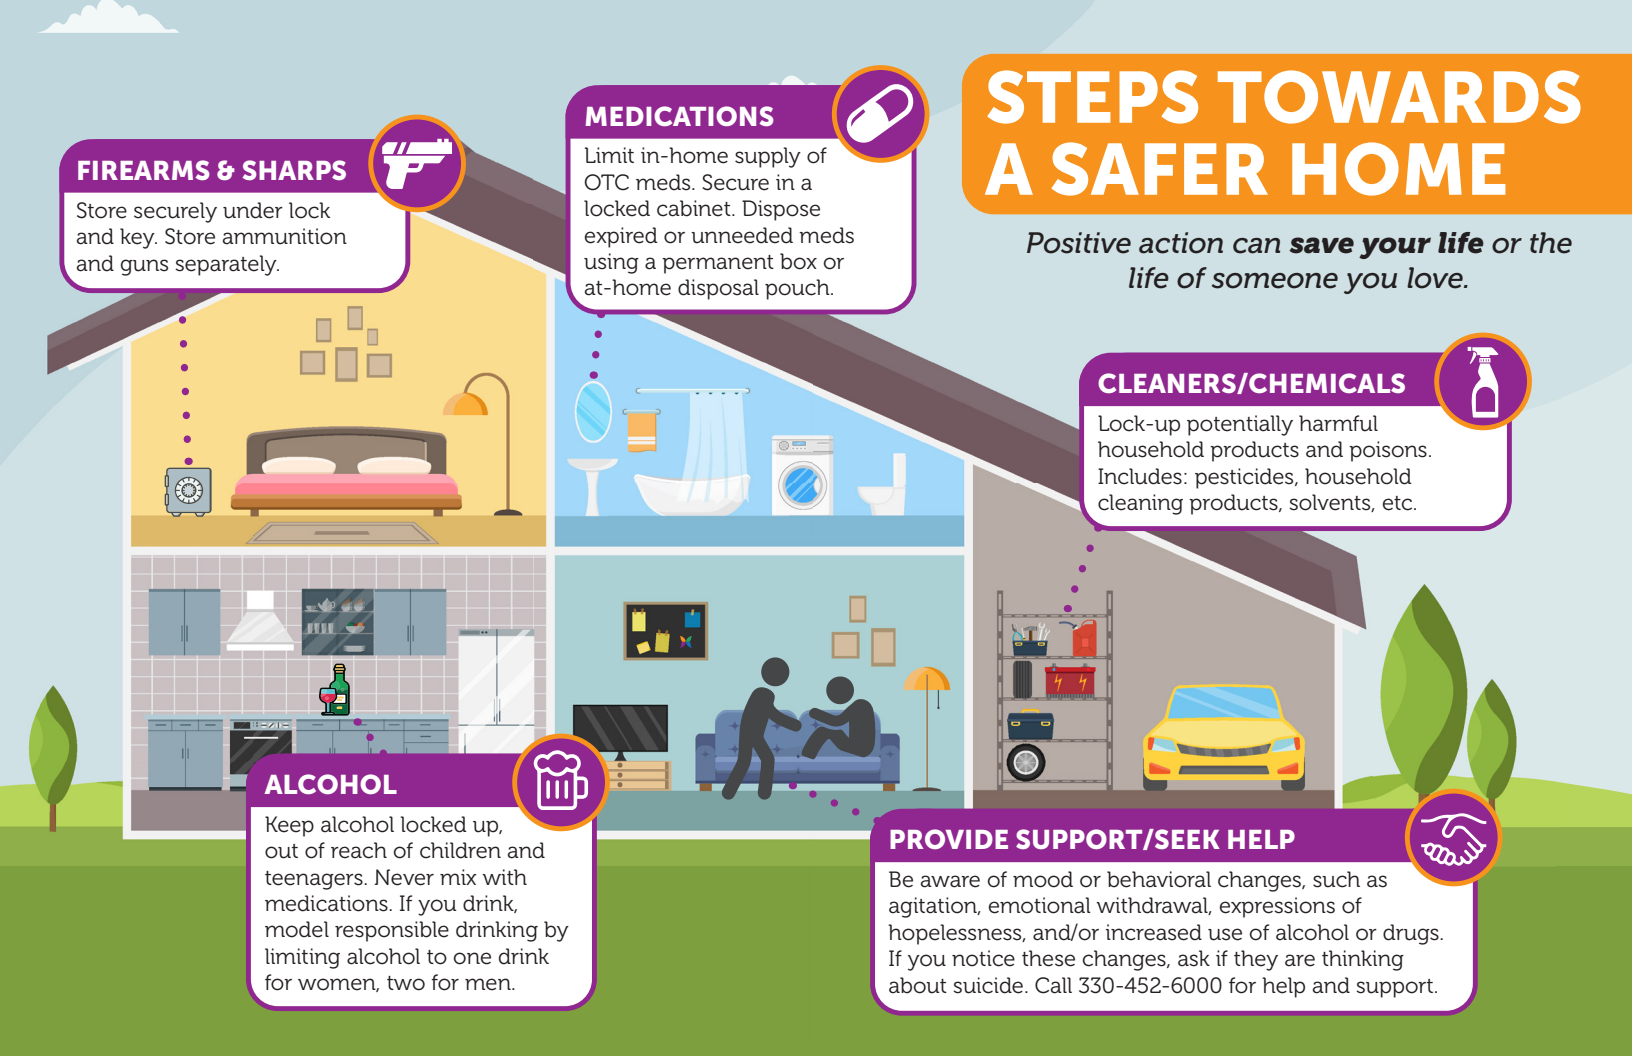 STEPS TOWARDS
A SAFER HOME
Positive action can save your life or the
life of someone you love.
FIREARMS & SHARPS
Store securely under lock
and key. Store ammunition
and guns separately.
MEDICATIONS
Limit in-home supply of
OTC meds. Secure in a
locked cabinet. Dispose
expired or unneeded meds
using a permanent box or
at-home disposal pouch.
CLEANERS/CHEMICALS
Lock-up potentially harmful
household products and poisons.
Includes: pesticides, household
cleaning products, solvents, etc.
ALCOHOL
Keep alcohol locked up,
out of reach of children and
teenagers. Never mix with
medications. If you drink,
model responsible drinking by
limiting alcohol to one drink
for women, two for men.
PROVIDE SUPPORT/SEEK HELP
Be aware of mood or behavioral changes, such as
agitation, emotional withdrawal, expressions of
hopelessness, and/or increased use of alcohol or drugs.
If you notice these changes, ask if they are thinking
about suicide. Call 330-452-6000 for help and support.